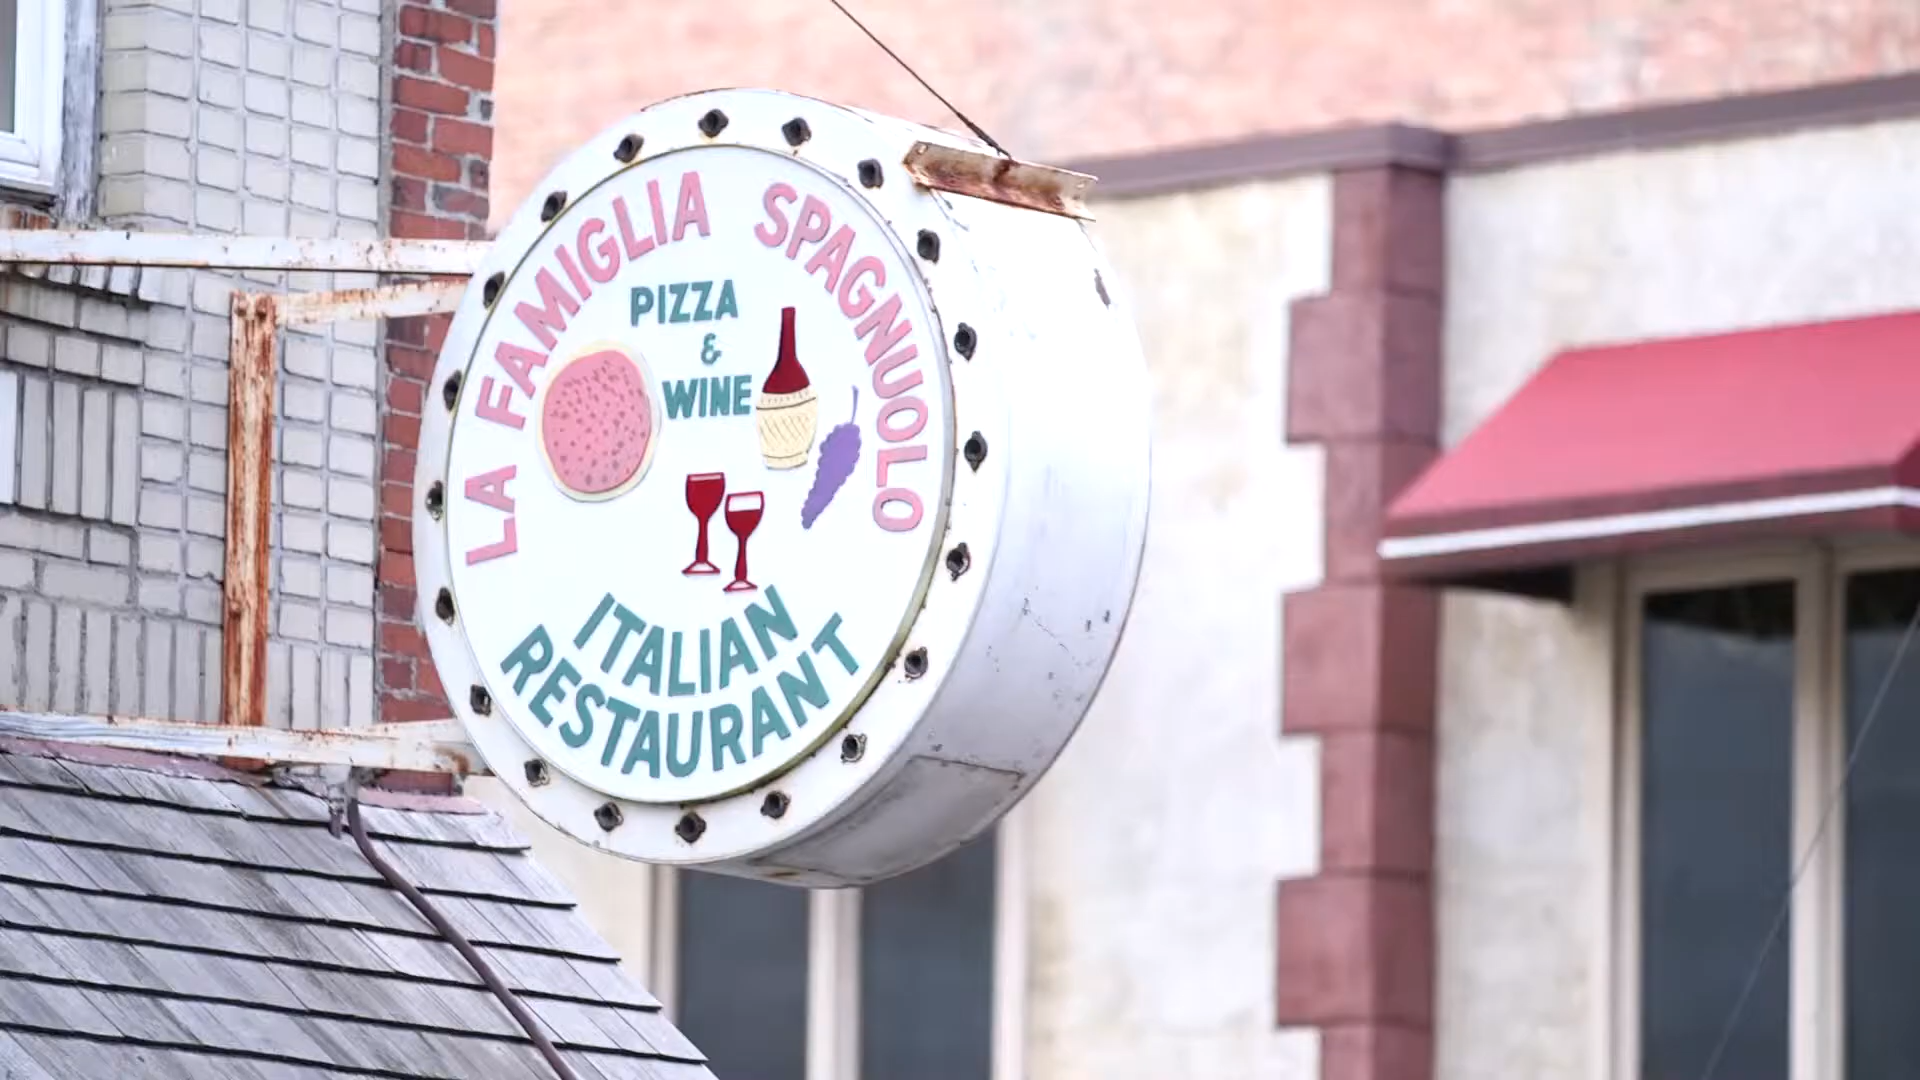 LA FAMIGLIA SPAGNUOLO
PIZZA
&
WINE
ITALIAN
RESTAURANT